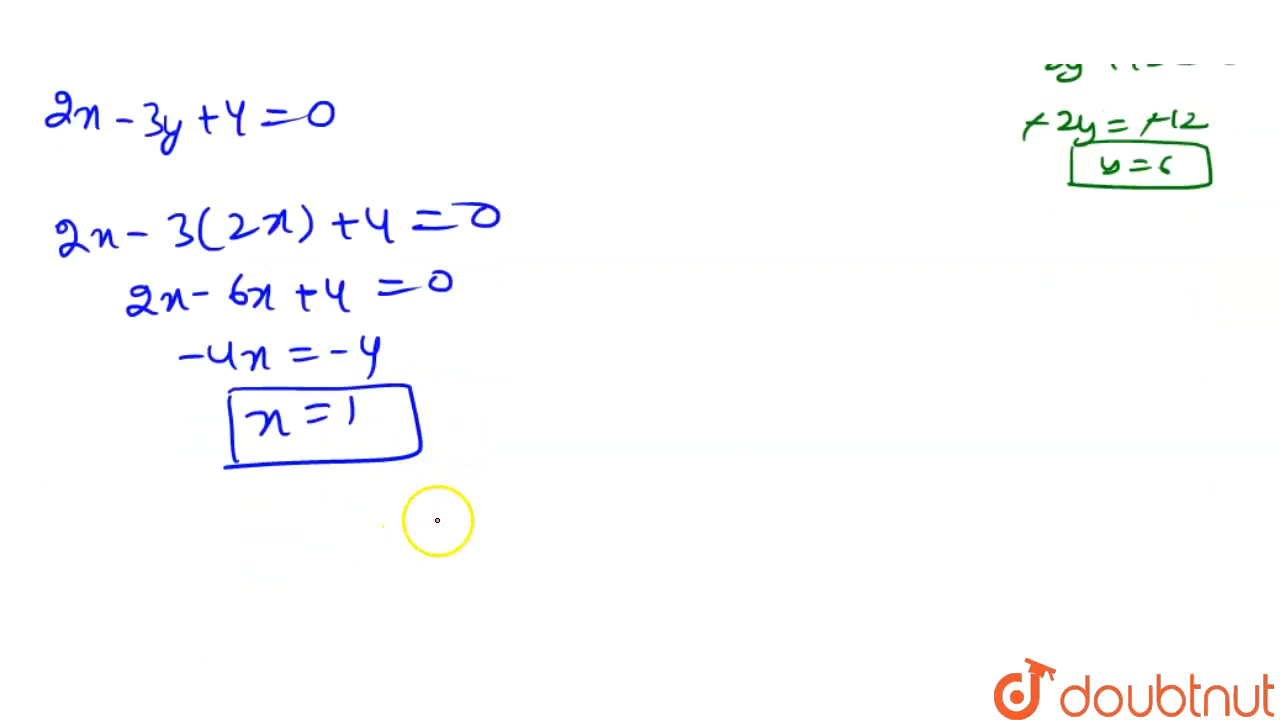 2x - 3y + 4 = 0
2x - 3(2x) + 4 = 0
2x - 6x + 4 = 0
-4x = -4
x = 1
-2y = -12
y = 6
doubtnut